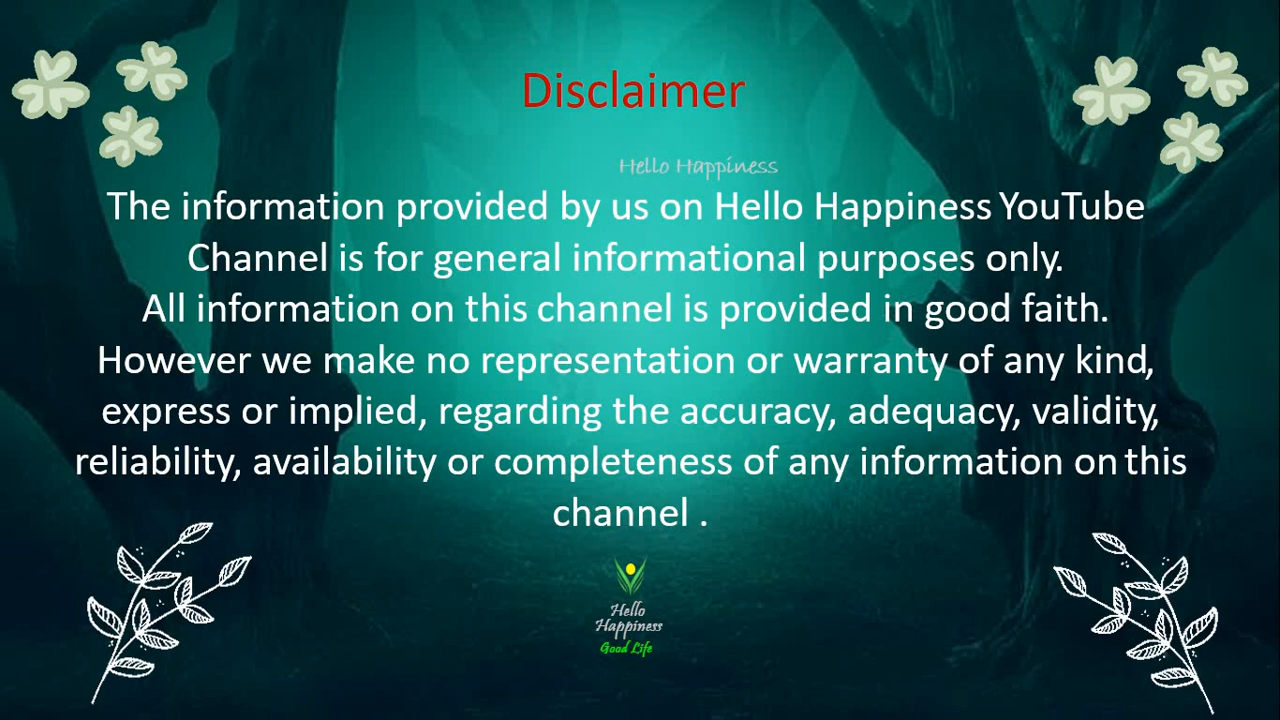 Disclaimer
Hello Happiness
The information provided by us on Hello Happiness YouTube
Channel is for general informational purposes only.
All information on this channel is provided in good faith.
However we make no representation or warranty of any kind,
express or implied, regarding the accuracy, adequacy, validity,
reliability, availability or completeness of any information on this
channel .
Hello
Happiness
Good Life